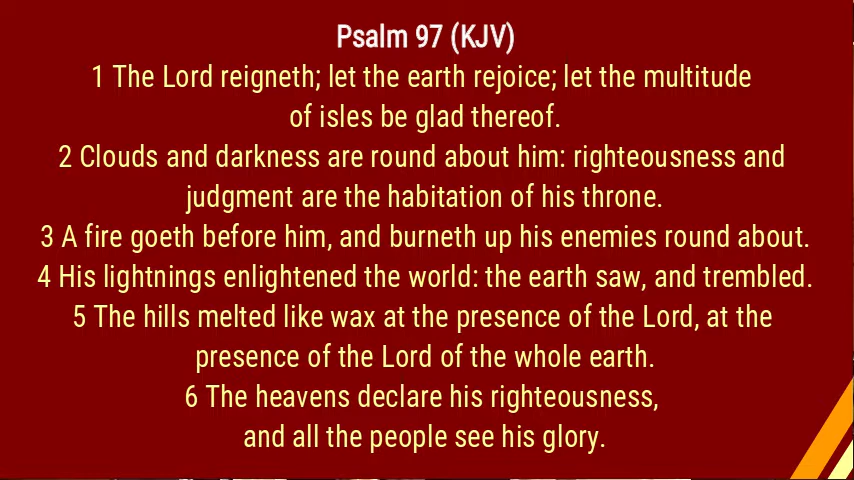 Psalm 97 (KJV)
1 The Lord reigneth; let the earth rejoice; let the multitude
of isles be glad thereof.
2 Clouds and darkness are round about him: righteousness and
judgment are the habitation of his throne.
3 A fire goeth before him, and burneth up his enemies round about.
4 His lightnings enlightened the world: the earth saw, and trembled.
5 The hills melted like wax at the presence of the Lord, at the
presence of the Lord of the whole earth.
6 The heavens declare his righteousness,
and all the people see his glory.